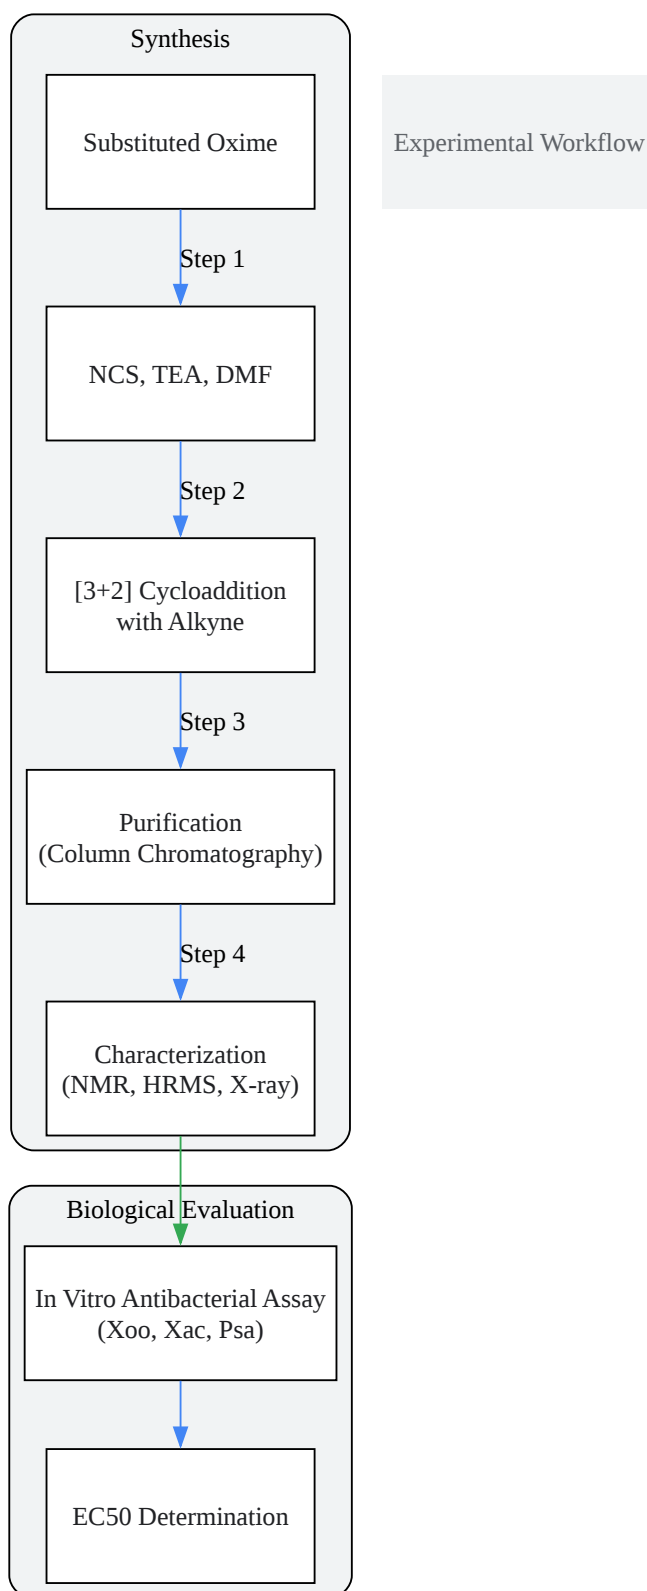 Synthesis
Substituted Oxime
Experimental Workflow
Step 1
NCS, TEA, DMF
Step 2
[3+2] Cycloaddition
with Alkyne
Step 3
Purification
(Column Chromatography)
Step 4
Characterization
(NMR, HRMS, X-ray)
Biological Evaluation
In Vitro Antibacterial Assay
(Xoo, Xac, Psa)
EC50 Determination